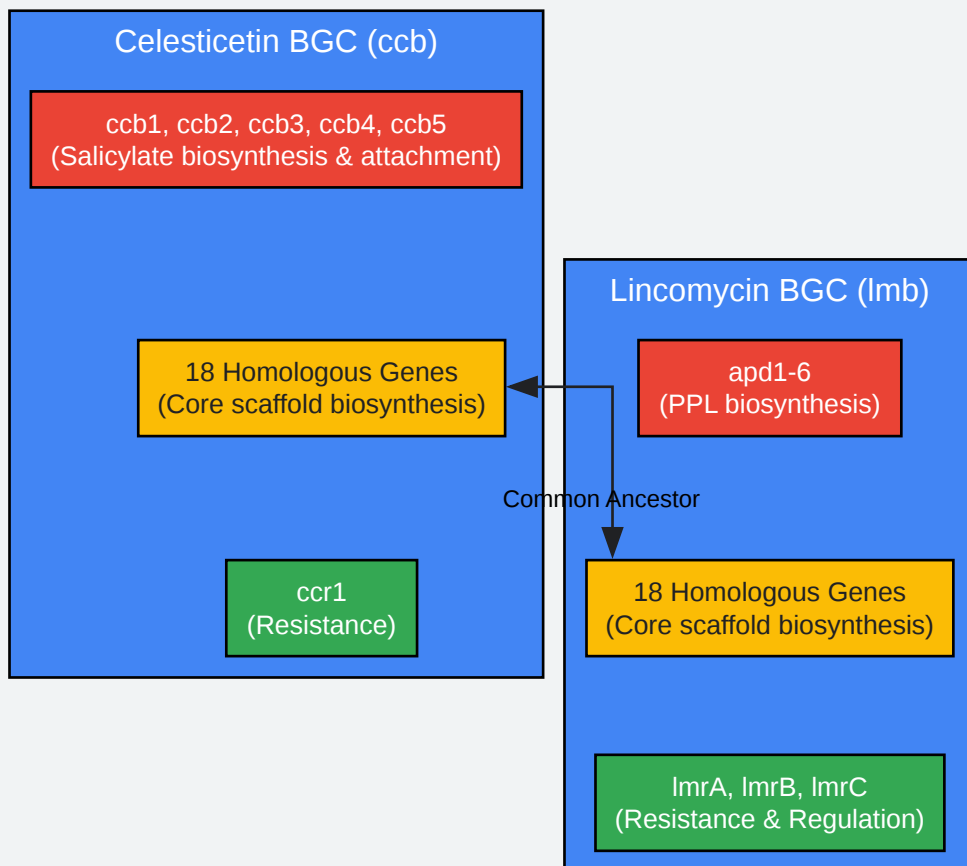 Celesticetin BGC (ccb)
ccb1, ccb2, ccb3, ccb4, ccb5
(Salicylate biosynthesis & attachment)
18 Homologous Genes
(Core scaffold biosynthesis)
ccr1
(Resistance)
Common Ancestor
Lincomycin BGC (lmb)
apd1-6
(PPL biosynthesis)
18 Homologous Genes
(Core scaffold biosynthesis)
lmrA, lmrB, lmrC
(Resistance & Regulation)